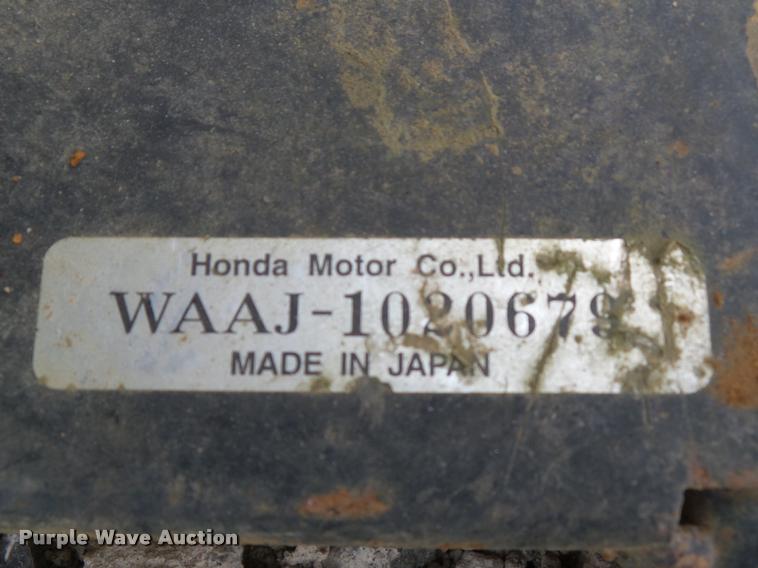 Honda Motor Co.,Ltd.
WAAJ-1020679
MADE IN JAPAN
Purple Wave Auction